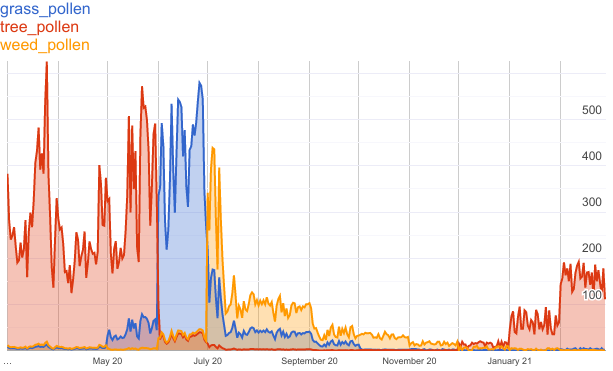 grass_pollen
tree_pollen
weed_pollen
500
400
300
200
100
... May 20 July 20 September 20 November 20 January 21